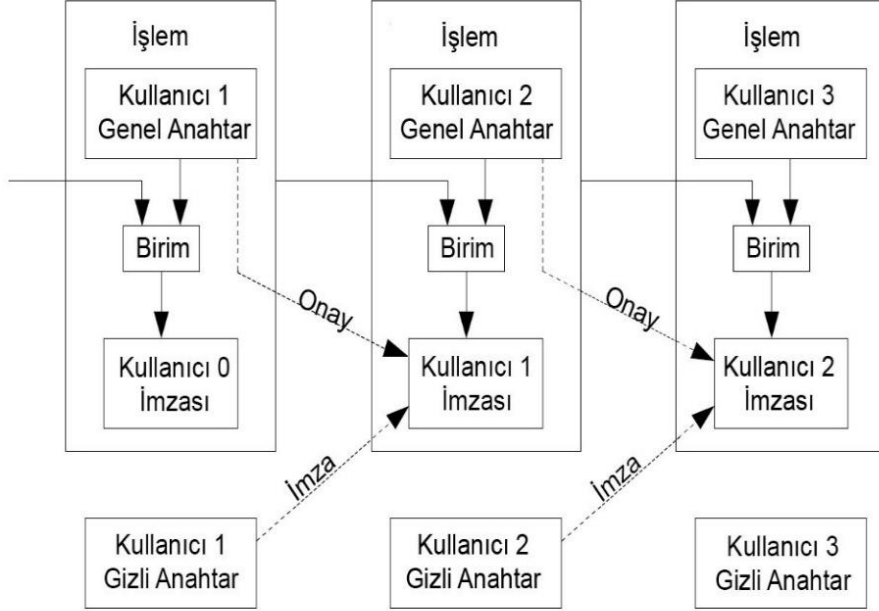 İşlem
Kullanıcı 1
Genel Anahtar
Birim
Kullanıcı 0
İmzası
Onay
İmza
Kullanıcı 1
Gizli Anahtar
İşlem
Kullanıcı 2
Genel Anahtar
Birim
Kullanıcı 1
İmzası
Onay
İmza
Kullanıcı 2
Gizli Anahtar
İşlem
Kullanıcı 3
Genel Anahtar
Birim
Kullanıcı 2
İmzası
Kullanıcı 3
Gizli Anahtar